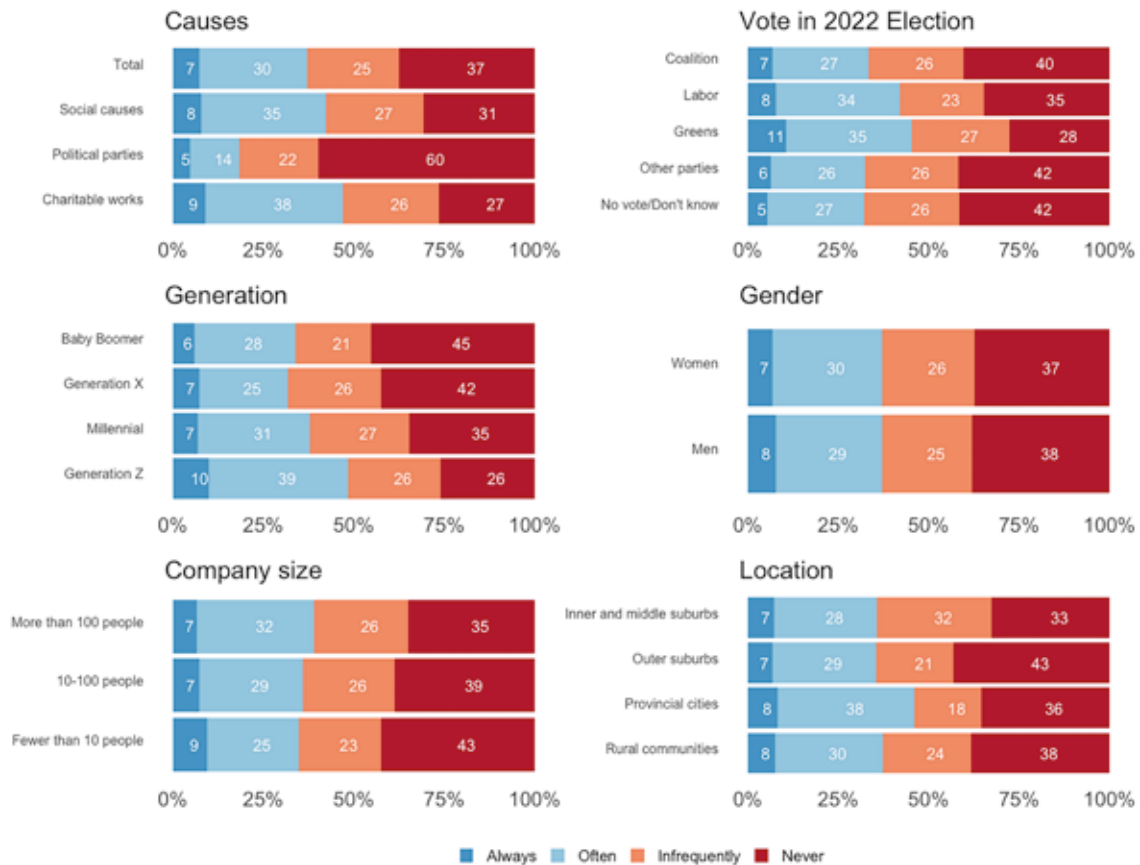 Causes
Total 7 30 25 37
Social causes 8 35 27 31
Political parties 5 14 22 60
Charitable works 9 38 26 27
0% 25% 50% 75% 100%
Vote in 2022 Election
Coalition 7 27 26 40
Labor 8 34 23 35
Greens 11 35 27 28
Other parties 6 26 26 42
No vote/Don't know 5 27 26 42
0% 25% 50% 75% 100%
Generation
Baby Boomer 6 28 21 45
Generation X 7 25 26 42
Millennial 7 31 27 35
Generation Z 10 39 26 26
0% 25% 50% 75% 100%
Gender
Women 7 30 26 37
Men 8 29 25 38
0% 25% 50% 75% 100%
Company size
More than 100 people 7 32 26 35
10-100 people 7 29 26 39
Fewer than 10 people 9 25 23 43
0% 25% 50% 75% 100%
Location
Inner and middle suburbs 7 28 32 33
Outer suburbs 7 29 21 43
Provincial cities 8 38 18 36
Rural communities 8 30 24 38
0% 25% 50% 75% 100%
Always Often Infrequently Never